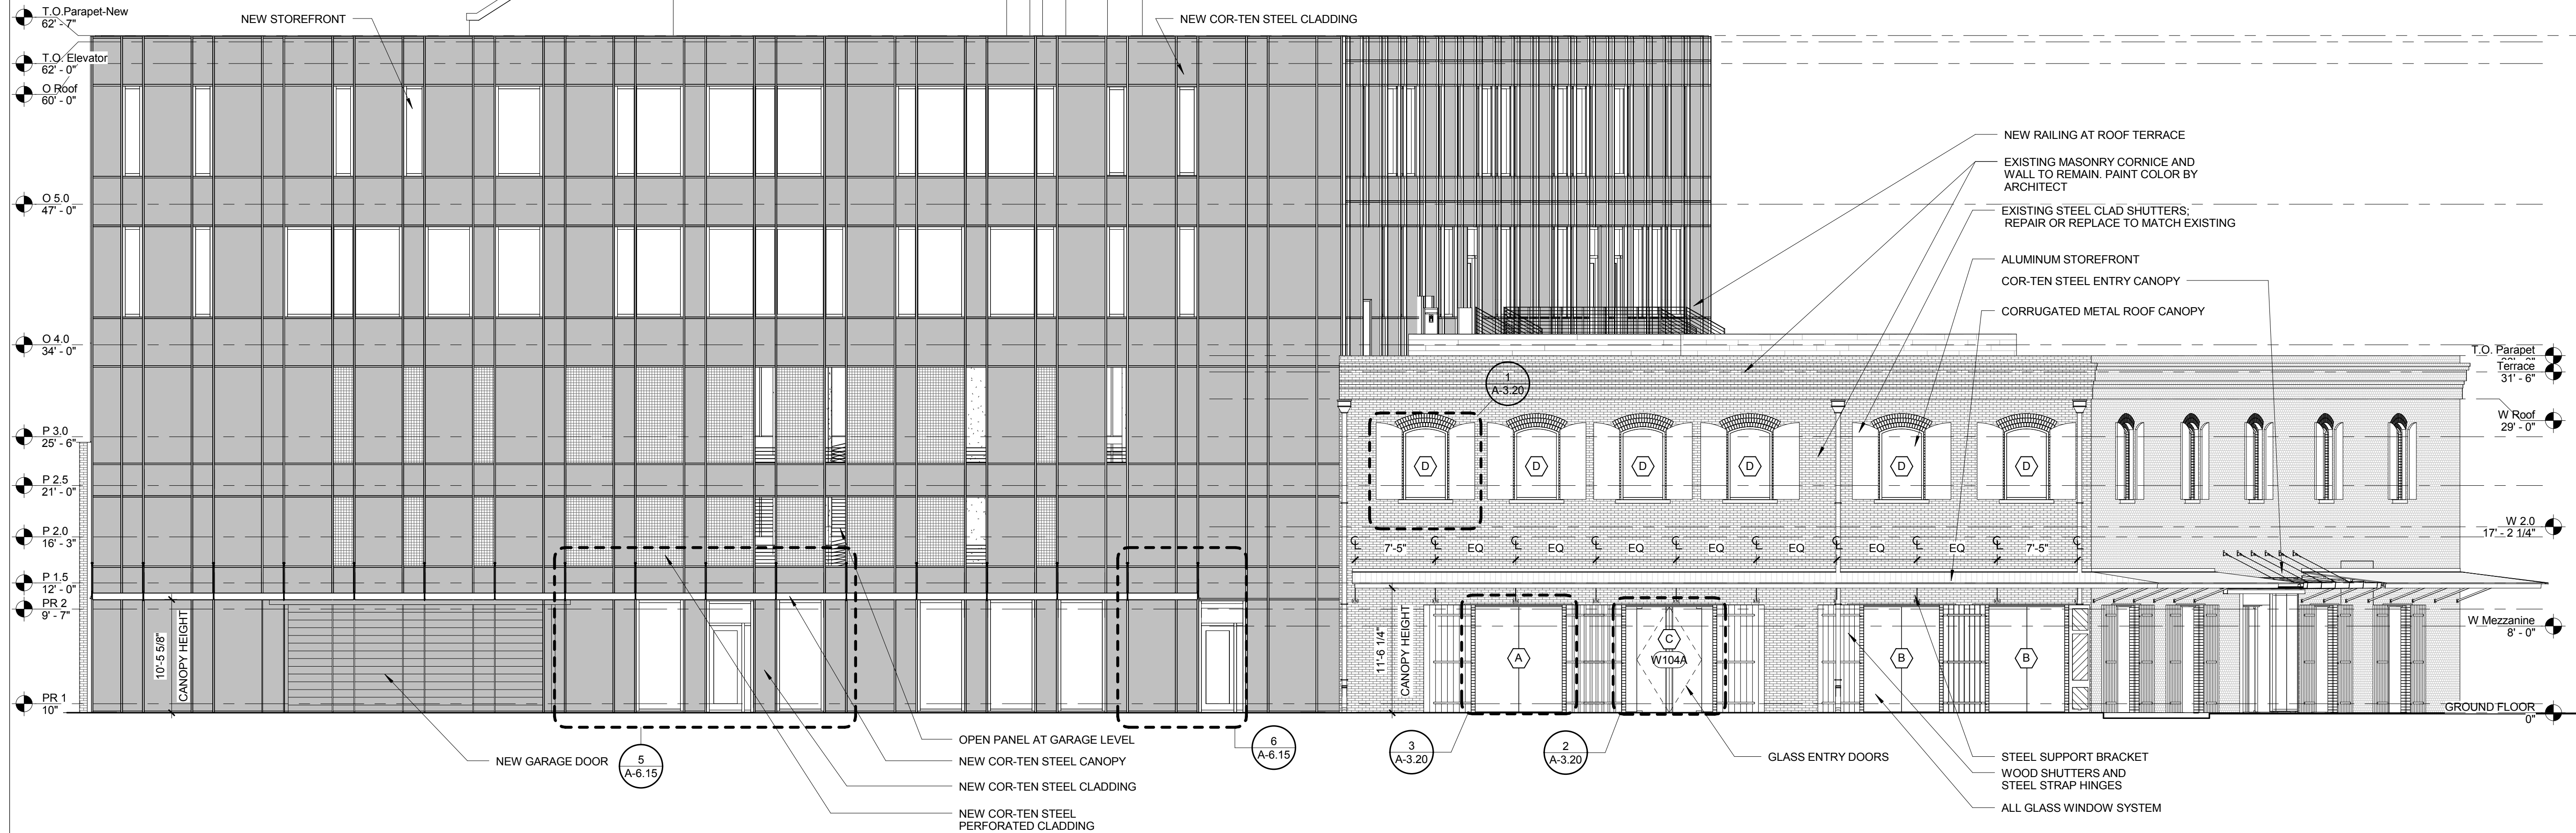 T.O.Parapet-New
62' - 7"
T.O. Elevator
62' - 0"
O Roof
60' - 0"
O 5.0
47' - 0"
O 4.0
34' - 0"
P 3.0
25' - 6"
P 2.5
21' - 0"
P 2.0
16' - 3"
P 1.5
12' - 0"
PR 2
9' - 7"
PR 1
10"
NEW STOREFRONT
NEW COR-TEN STEEL CLADDING
NEW RAILING AT ROOF TERRACE
EXISTING MASONRY CORNICE AND
WALL TO REMAIN. PAINT COLOR BY
ARCHITECT
EXISTING STEEL CLAD SHUTTERS;
REPAIR OR REPLACE TO MATCH EXISTING
ALUMINUM STOREFRONT
COR-TEN STEEL ENTRY CANOPY
CORRUGATED METAL ROOF CANOPY
T.O. Parapet
Terrace
31' - 6"
W Roof
29' - 0"
W 2.0
17' - 2 1/4"
W Mezzanine
8' - 0"
GROUND FLOOR
0"
1
A-3.20
D
D
D
D
D
D
7'-5"
EQ
EQ
EQ
EQ
EQ
EQ
EQ
7'-5"
10'-5 5/8"
CANOPY HEIGHT
11'-6 1/4"
CANOPY HEIGHT
A
C
W104A
B
B
NEW GARAGE DOOR
5
A-6.15
OPEN PANEL AT GARAGE LEVEL
NEW COR-TEN STEEL CANOPY
NEW COR-TEN STEEL CLADDING
NEW COR-TEN STEEL
PERFORATED CLADDING
6
A-6.15
3
A-3.20
2
A-3.20
GLASS ENTRY DOORS
STEEL SUPPORT BRACKET
WOOD SHUTTERS AND
STEEL STRAP HINGES
ALL GLASS WINDOW SYSTEM